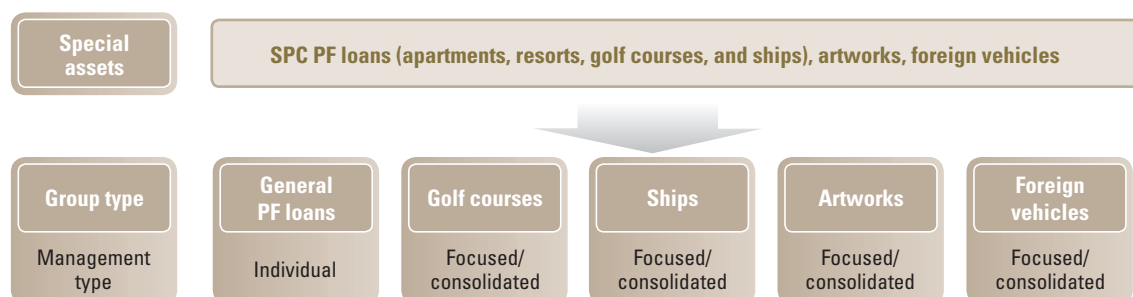 Special
assets
SPC PF loans (apartments, resorts, golf courses, and ships), artworks, foreign vehicles
Group type
Management
type
General
PF loans
Individual
Golf courses
Focused/
consolidated
Ships
Focused/
consolidated
Artworks
Focused/
consolidated
Foreign
vehicles
Focused/
consolidated